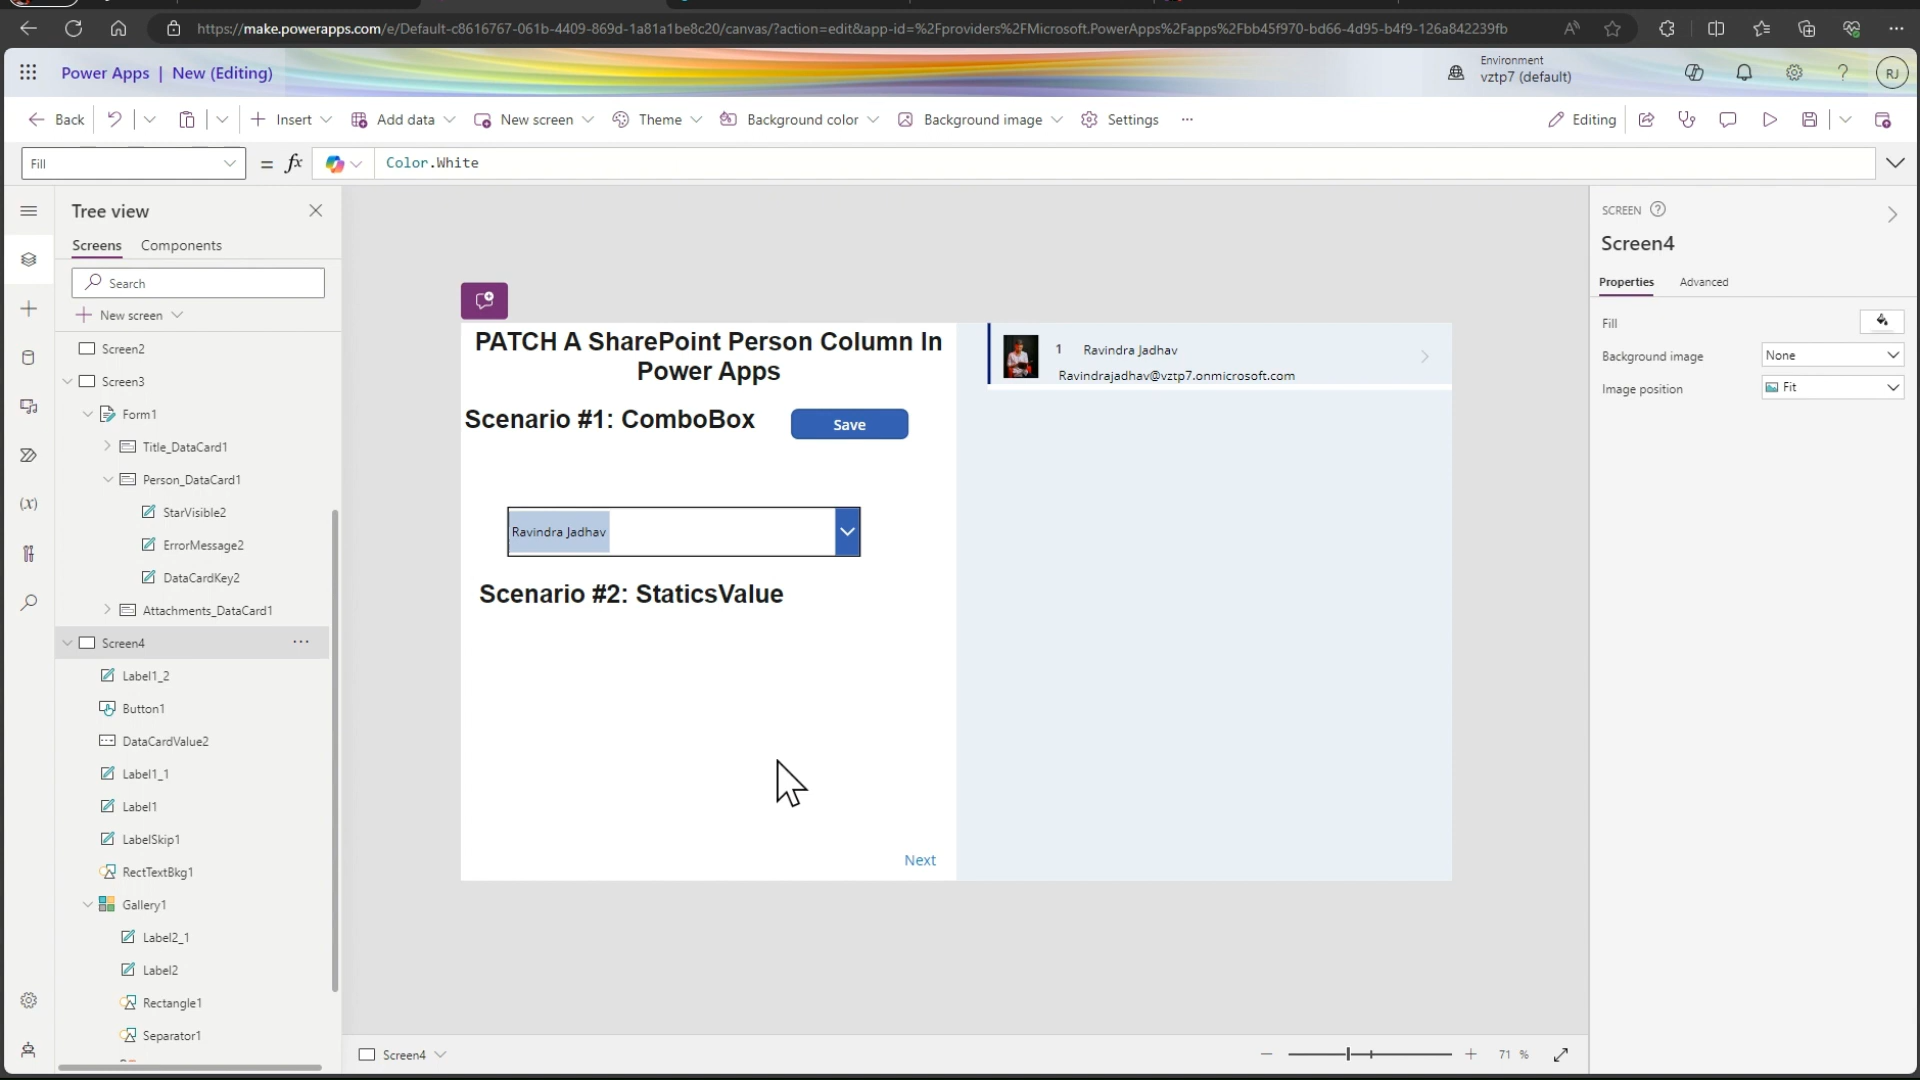 https://make.powerapps.com/e/Default-c8616767-061b-4409-869d-1a81a1be8c20/canvas/?action=edit&app-id=%2Fproviders%2FMicrosoft.PowerApps%2Fapps%2Fbb45f970-bd66-4d95-b4f9-126a842239fb
Power Apps | New (Editing)
Environment
vztp7 (default)
RJ
Back
Insert
Add data
New screen
Theme
Background color
Background image
Settings
Editing
Fill
= fx
Color.White
Tree view
Screens Components
Search
New screen
Screen2
Screen3
Form1
Title_DataCard1
Person_DataCard1
StarVisible2
ErrorMessage2
DataCardKey2
Attachments_DataCard1
Screen4
Label1_2
Button1
DataCardValue2
Label1_1
Label1
LabelSkip1
RectTextBkg1
Gallery1
Label2_1
Label2
Rectangle1
Separator1
PATCH A SharePoint Person Column In
Power Apps
Scenario #1: ComboBox
Save
Ravindra Jadhav
Scenario #2: StaticsValue
Next
1 Ravindra Jadhav
Ravindrajadhav@vztp7.onmicrosoft.com
SCREEN
Screen4
Properties Advanced
Fill
Background image None
Image position Fit
Screen4
71 %